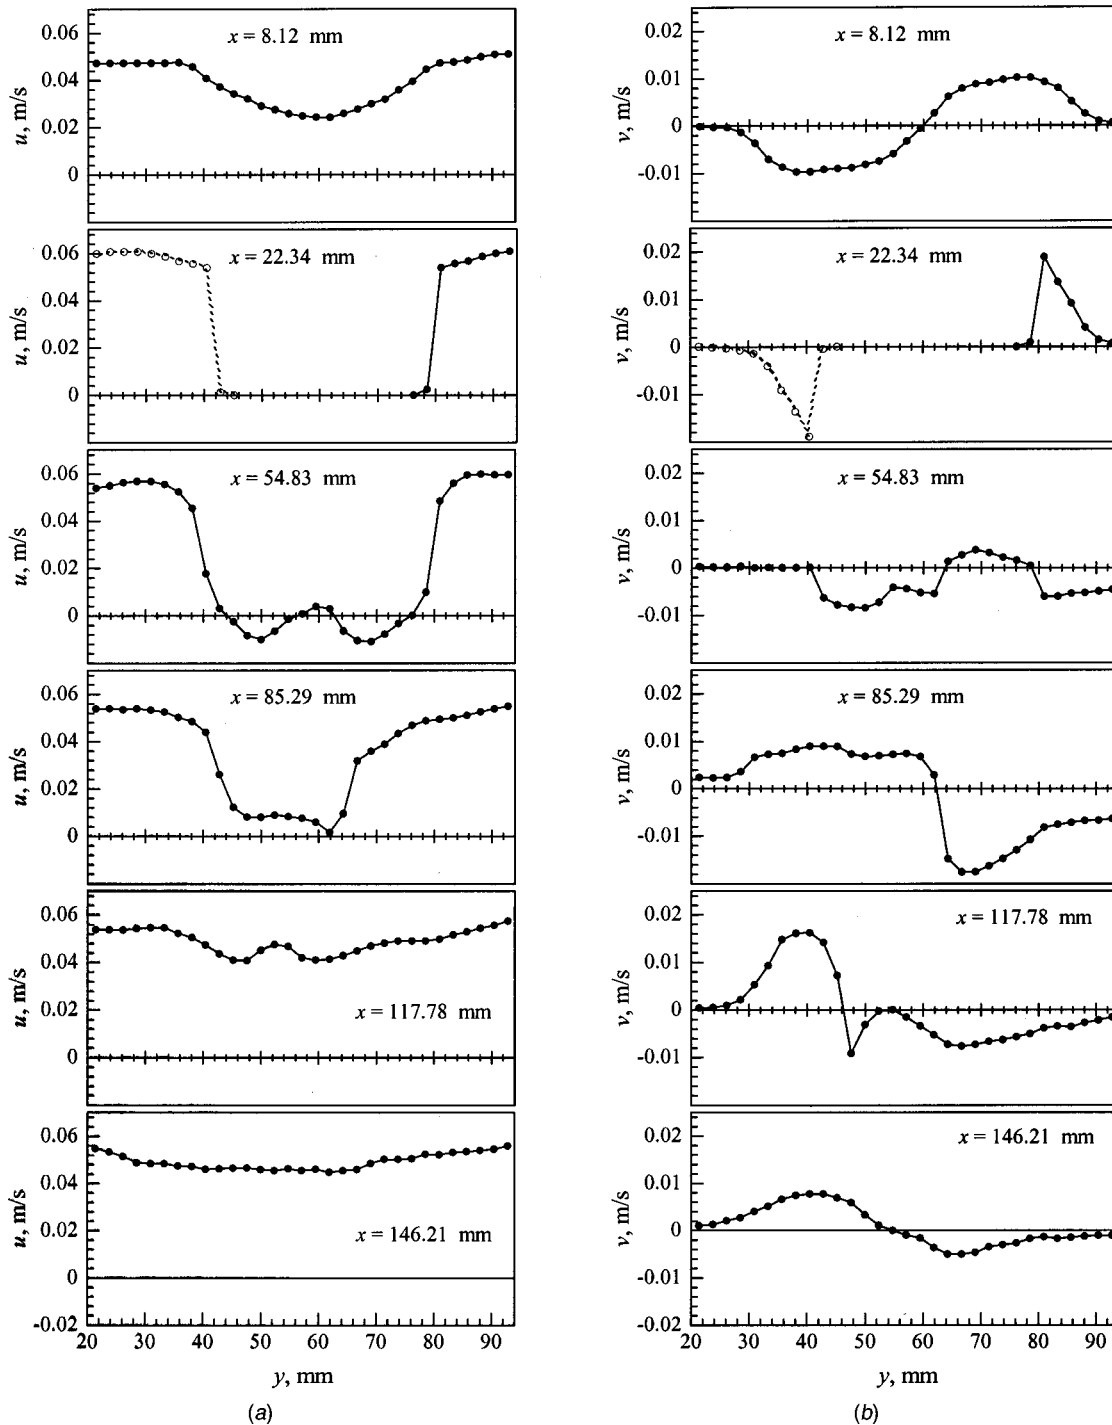 0.06
0.04
0.02
0
u, m/s
x = 8.12 mm
0.06
0.04
0.02
0
u, m/s
x = 22.34 mm
0.06
0.04
0.02
0
u, m/s
x = 54.83 mm
0.06
0.04
0.02
0
u, m/s
x = 85.29 mm
0.06
0.04
0.02
0
u, m/s
x = 117.78 mm
0.06
0.04
0.02
0
-0.02
u, m/s
x = 146.21 mm
20 30 40 50 60 70 80 90
y, mm
(a)
0.02
0.01
0
-0.01
v, m/s
x = 8.12 mm
0.02
0.01
0
-0.01
v, m/s
x = 22.34 mm
0.02
0.01
0
-0.01
v, m/s
x = 54.83 mm
0.02
0.01
0
-0.01
v, m/s
x = 85.29 mm
0.02
0.01
0
-0.01
v, m/s
x = 117.78 mm
0.02
0.01
0
-0.01
-0.02
v, m/s
x = 146.21 mm
20 30 40 50 60 70 80 90
y, mm
(b)